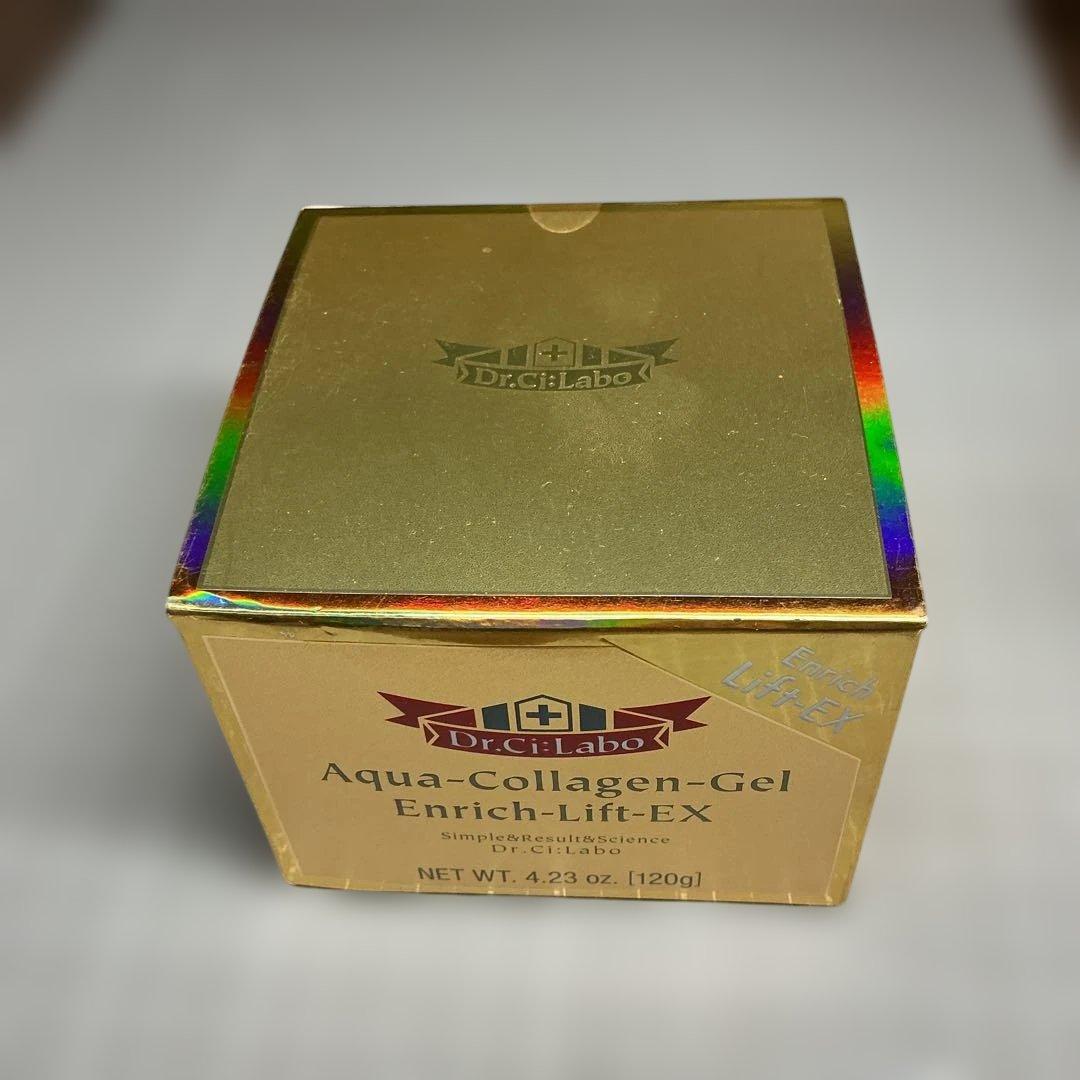 Dr.Ci:Labo
Enrich
Lift-EX
Dr.Ci:Labo
Aqua-Collagen-Gel
Enrich-Lift-EX
Simple&Result&Science
Dr.Ci:Labo
NET WT. 4.23 oz. [120g]